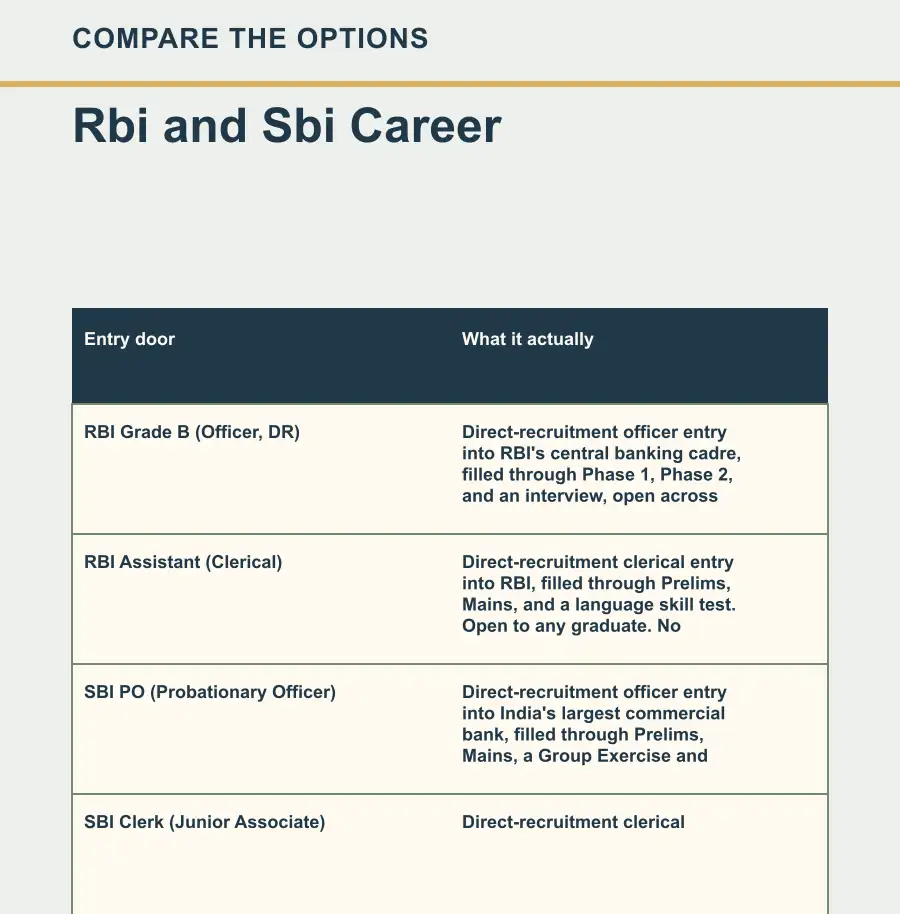 COMPARE THE OPTIONS
Rbi and Sbi Career
Entry door
What it actually
RBI Grade B (Officer, DR)
Direct-recruitment officer entry
into RBI's central banking cadre,
filled through Phase 1, Phase 2,
and an interview, open across
RBI Assistant (Clerical)
Direct-recruitment clerical entry
into RBI, filled through Prelims,
Mains, and a language skill test.
Open to any graduate. No
SBI PO (Probationary Officer)
Direct-recruitment officer entry
into India's largest commercial
bank, filled through Prelims,
Mains, a Group Exercise and
SBI Clerk (Junior Associate)
Direct-recruitment clerical